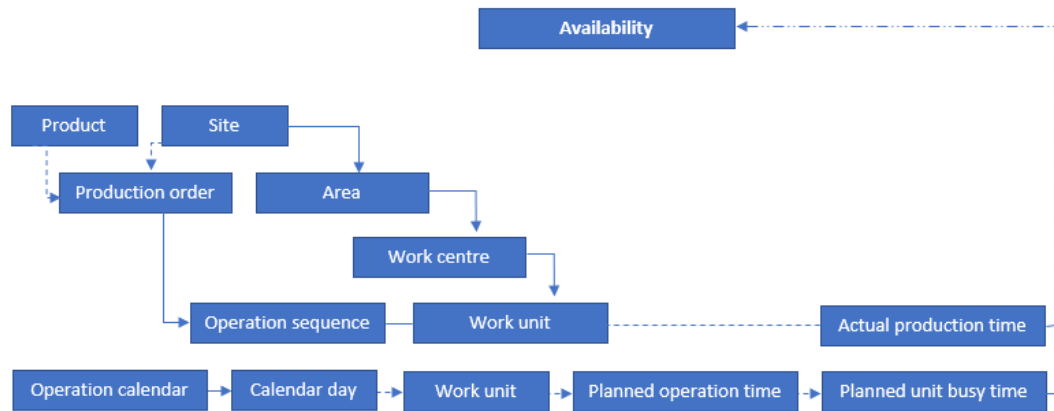 Availability
Product
Site
Production order
Area
Work centre
Operation sequence
Work unit
Actual production time
Operation calendar
Calendar day
Work unit
Planned operation time
Planned unit busy time